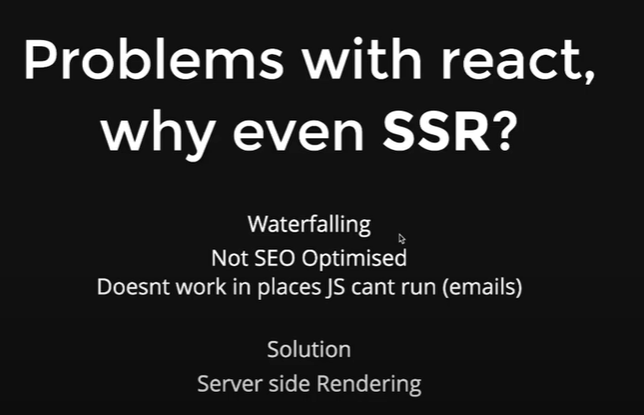 Problems with react,
why even SSR?
Waterfalling
Not SEO Optimised
Doesnt work in places JS cant run (emails)
Solution
Server side Rendering